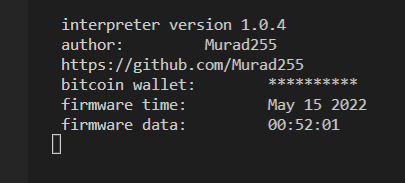 interpreter version 1.0.4
author: Murad255
https://github.com/Murad255
bitcoin wallet: **********
firmware time: May 15 2022
firmware data: 00:52:01